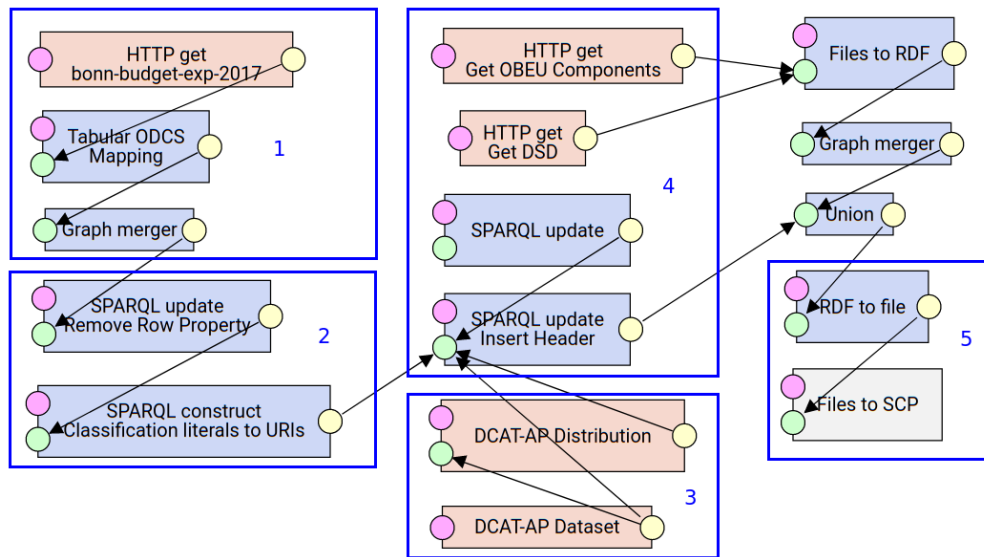 HTTP get
bonn-budget-exp-2017
Tabular ODCS
Mapping
1
Graph merger
SPARQL update
Remove Row Property
2
SPARQL construct
Classification literals to URIs
HTTP get
Get OBEU Components
HTTP get
Get DSD
4
SPARQL update
SPARQL update
Insert Header
DCAT-AP Distribution
3
DCAT-AP Dataset
Files to RDF
Graph merger
Union
RDF to file
5
Files to SCP